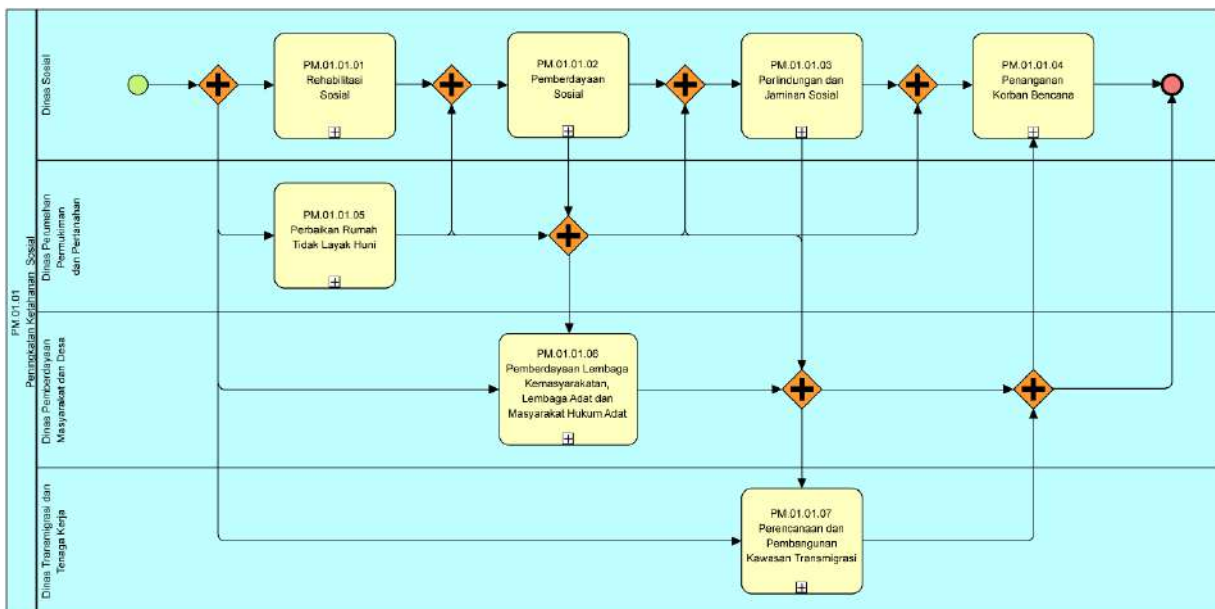 PM.01.01
Peningkatan Ketahanan Sosial
Dinas Sosial
PM.01.01.01
Rehabilitasi
Sosial
PM.01.01.02
Pemberdayaan
Sosial
PM.01.01.03
Perlindungan dan
Jaminan Sosial
PM.01.01.04
Penanganan
Korban Bencana
Dinas Perumahan
Permukiman
dan Pertanahan
PM.01.01.05
Perbaikan Rumah
Tidak Layak Huni
Dinas Pemberdayaan
Masyarakat dan Desa
PM.01.01.06
Pemberdayaan Lembaga
Kemasyarakatan,
Lembaga Adat dan
Masyarakat Hukum Adat
Dinas Transmigrasi dan
Tenaga Kerja
PM.01.01.07
Perencanaan dan
Pembangunan
Kawasan Transmigrasi